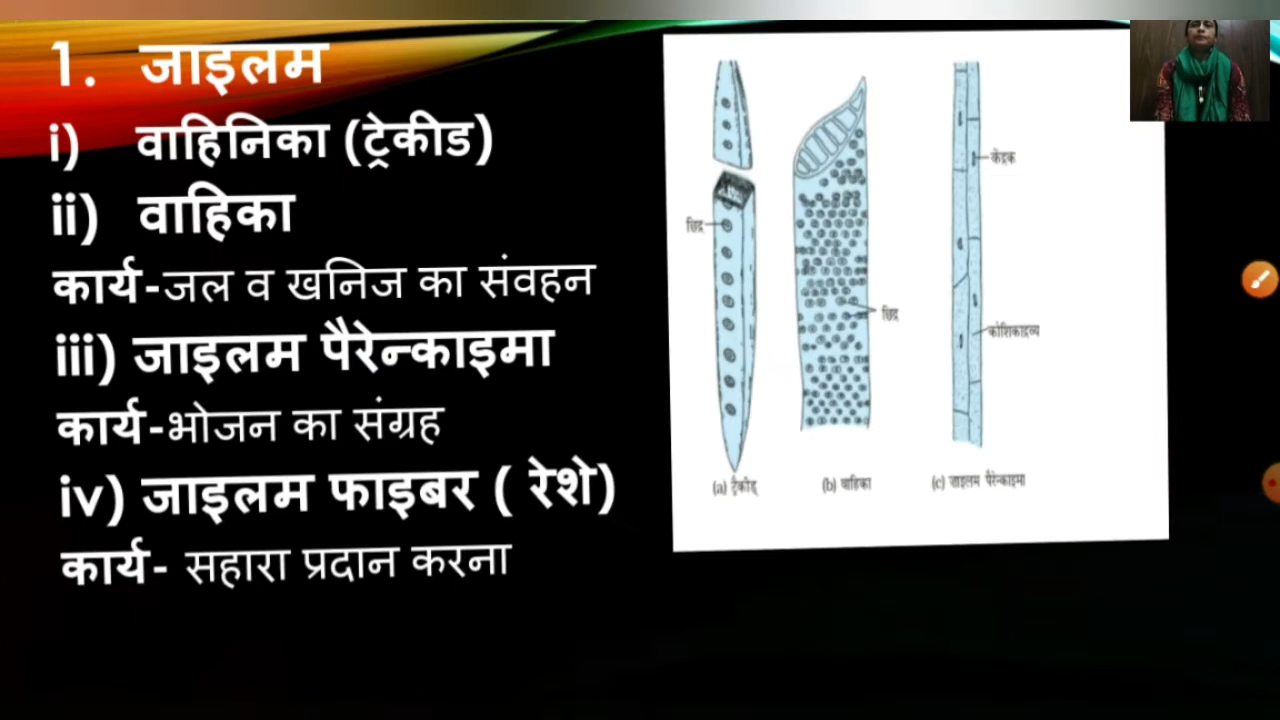 1. जाइलम
i) वाहिनिका (ट्रेकीड)
ii) वाहिका
कार्य-जल व खनिज का संवहन
iii) जाइलम पैरेन्काइमा
कार्य-भोजन का संग्रह
iv) जाइलम फाइबर ( रेशे)
कार्य- सहारा प्रदान करना
छिद्र
छिद्र
केंद्रक
कोशिकाद्रव्य
(a) ट्रैकीड् (b) वाहिका (c) जाइलम पैरेन्काइमा